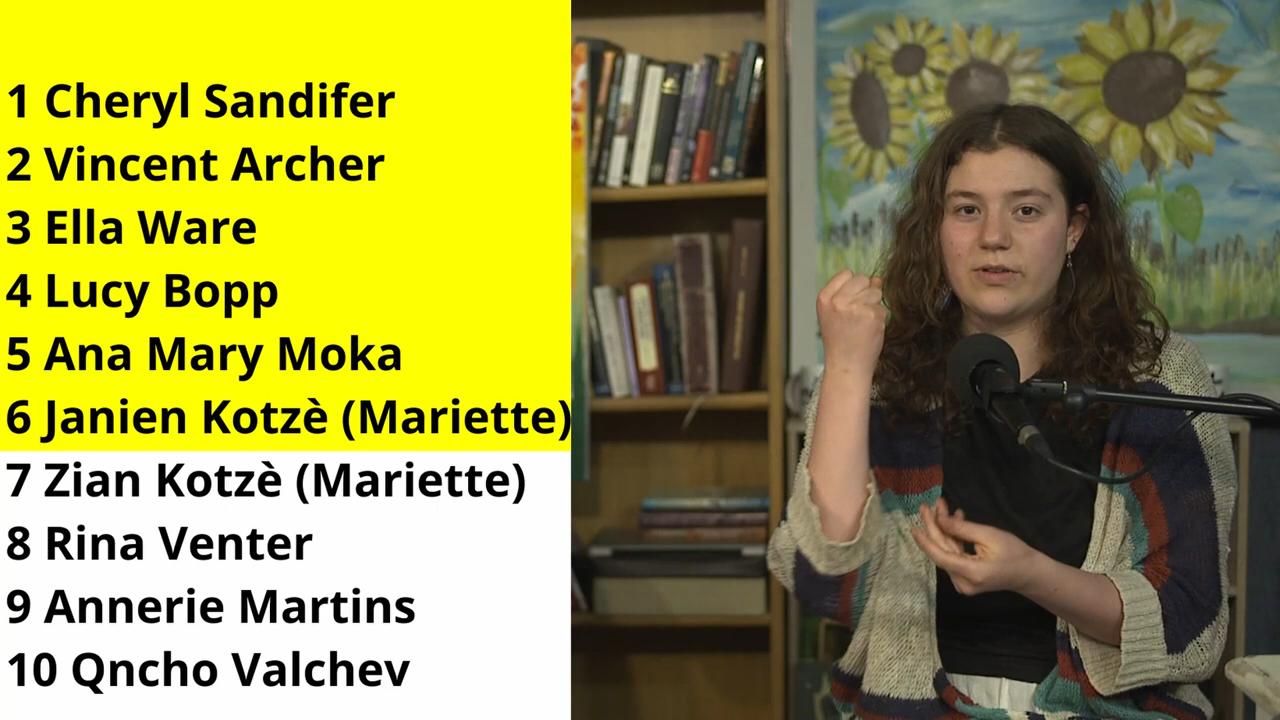 1 Cheryl Sandifer
2 Vincent Archer
3 Ella Ware
4 Lucy Bopp
5 Ana Mary Moka
6 Janien Kotzè (Mariette)
7 Zian Kotzè (Mariette)
8 Rina Venter
9 Annerie Martins
10 Qncho Valchev